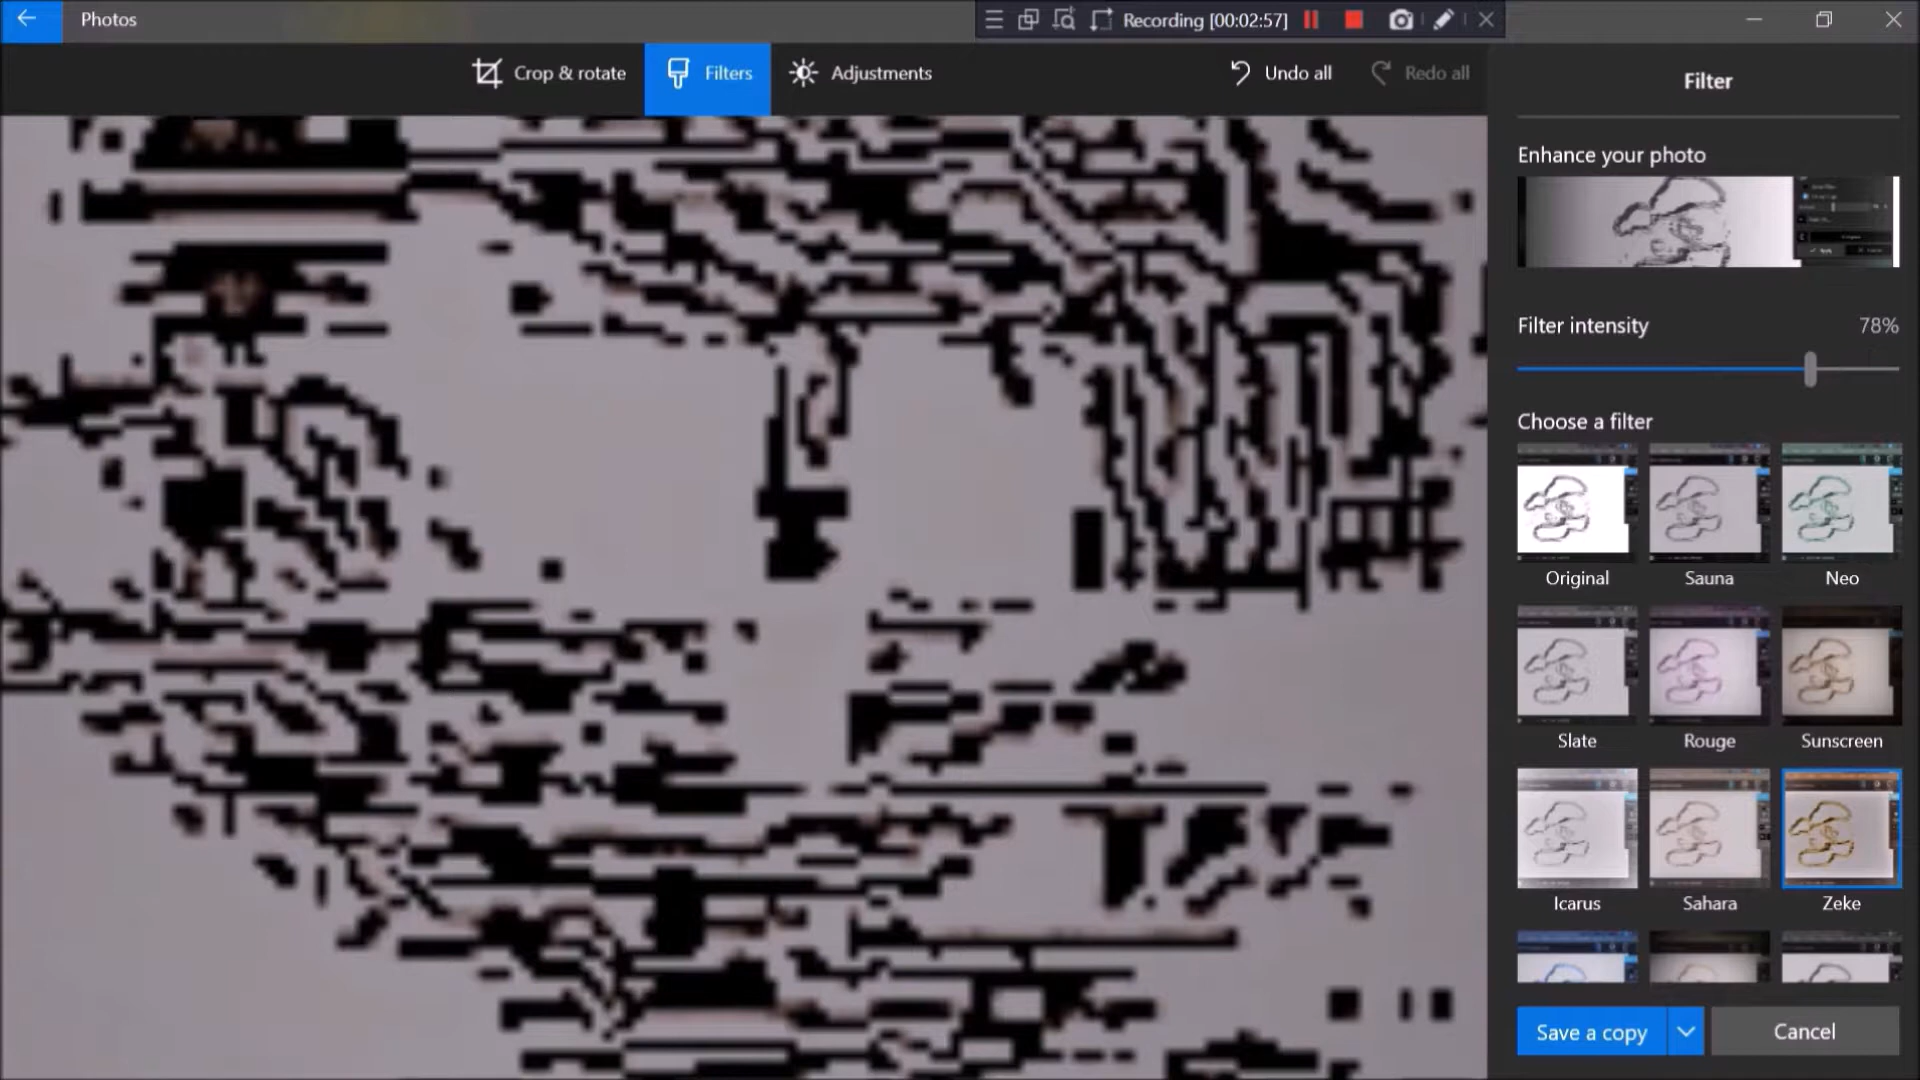 Photos
Recording [00:02:57]
Crop & rotate
Filters
Adjustments
Undo all
Redo all
Filter
Enhance your photo
Filter intensity
78%
Choose a filter
Original
Sauna
Neo
Slate
Rouge
Sunscreen
Icarus
Sahara
Zeke
Save a copy
Cancel